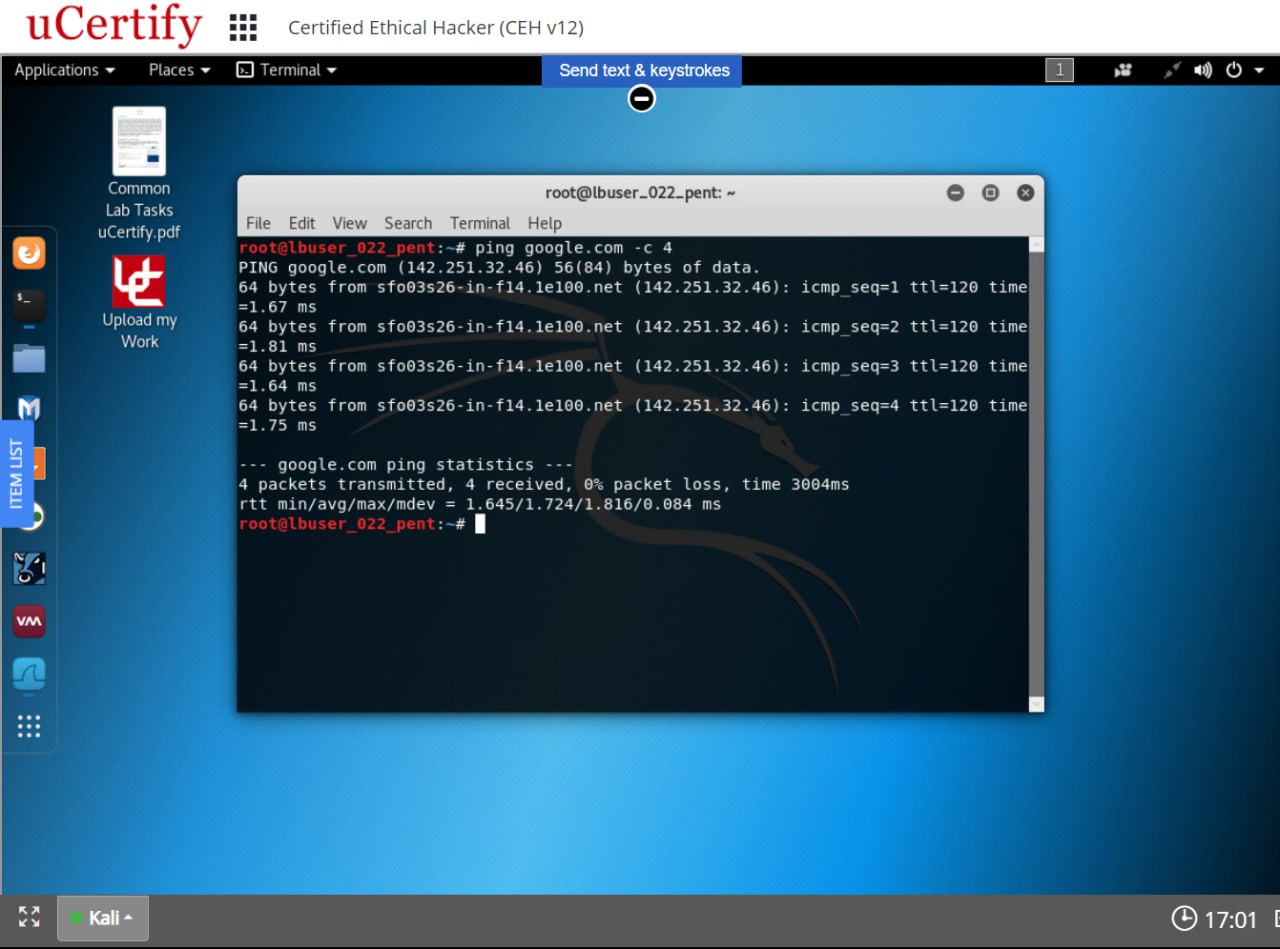 uCertify
Certified Ethical Hacker (CEH v12)
Applications
Places
Terminal
Send text & keystrokes
1
Common
Lab Tasks
uCertify.pdf
Upload my
Work
ITEM LIST
root@lbuser_022_pent: ~
File Edit View Search Terminal Help
root@lbuser_022_pent:~# ping google.com -c 4
PING google.com (142.251.32.46) 56(84) bytes of data.
64 bytes from sfo03s26-in-f14.1e100.net (142.251.32.46): icmp_seq=1 ttl=120 time
=1.67 ms
64 bytes from sfo03s26-in-f14.1e100.net (142.251.32.46): icmp_seq=2 ttl=120 time
=1.81 ms
64 bytes from sfo03s26-in-f14.1e100.net (142.251.32.46): icmp_seq=3 ttl=120 time
=1.64 ms
64 bytes from sfo03s26-in-f14.1e100.net (142.251.32.46): icmp_seq=4 ttl=120 time
=1.75 ms
--- google.com ping statistics ---
4 packets transmitted, 4 received, 0% packet loss, time 3004ms
rtt min/avg/max/mdev = 1.645/1.724/1.816/0.084 ms
root@lbuser_022_pent:~#
Kali
17:01